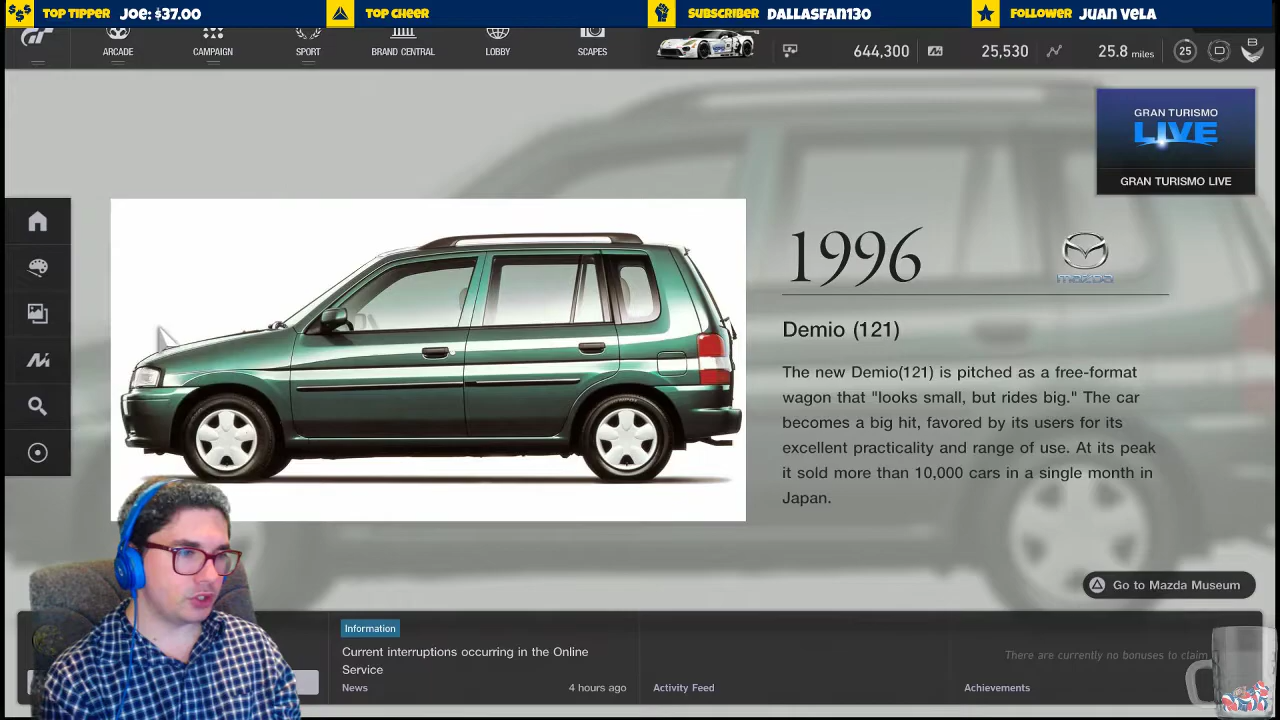 TOP TIPPER JOE: $37.00
TOP CHEER
SUBSCRIBER DALLASFAN130
FOLLOWER JUAN VELA
ARCADE
CAMPAIGN
SPORT
BRAND CENTRAL
LOBBY
SCAPES
644,300
25,530
25.8 miles
25
B
GRAN TURISMO
LIVE
GRAN TURISMO LIVE
1996
mazda
Demio (121)
The new Demio(121) is pitched as a free-format
wagon that "looks small, but rides big." The car
becomes a big hit, favored by its users for its
excellent practicality and range of use. At its peak
it sold more than 10,000 cars in a single month in
Japan.
Go to Mazda Museum
Information
Current interruptions occurring in the Online
Service
News
4 hours ago
Activity Feed
There are currently no bonuses to claim
Achievements